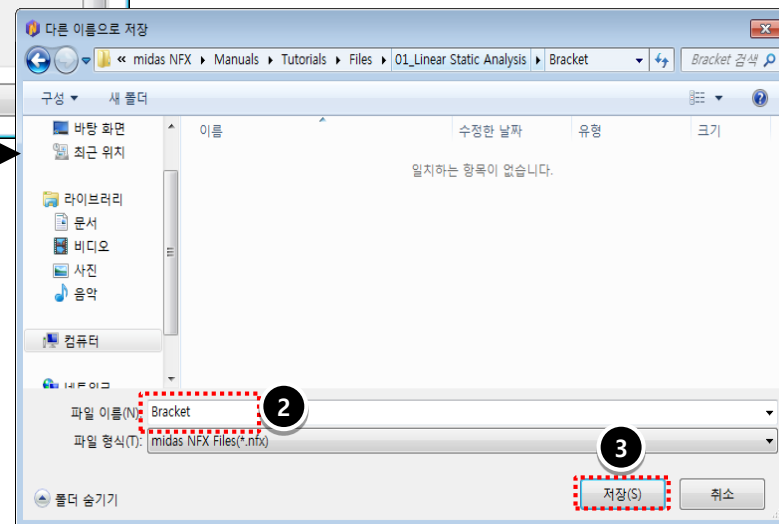 다른 이름으로 저장
« midas NFX ▸ Manuals ▸ Tutorials ▸ Files ▸ 01_Linear Static Analysis ▸ Bracket
Bracket 검색
구성 새 폴더
이름 수정한 날짜 유형 크기
일치하는 항목이 없습니다.
바탕 화면
최근 위치
라이브러리
문서
비디오
사진
음악
컴퓨터
네트워크
파일 이름(N): Bracket
2
파일 형식(T): midas NFX Files(*.nfx)
3
폴더 숨기기
저장(S) 취소